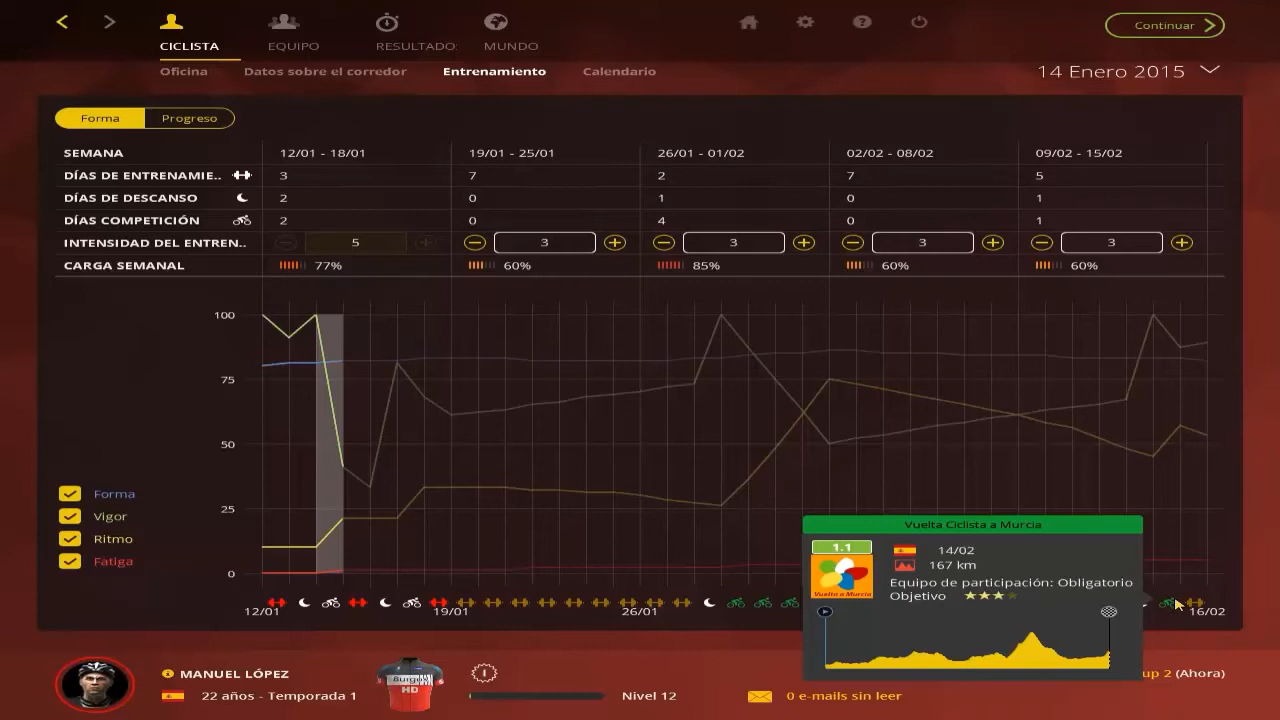 CICLISTA EQUIPO RESULTADO: MUNDO
Continuar
Oficina Datos sobre el corredor Entrenamiento Calendario
14 Enero 2015
Forma Progreso
SEMANA 12/01 - 18/01 19/01 - 25/01 26/01 - 01/02 02/02 - 08/02 09/02 - 15/02
DÍAS DE ENTRENAMIE.. 3 7 2 7 5
DÍAS DE DESCANSO 2 0 1 0 1
DÍAS COMPETICIÓN 2 0 4 0 1
INTENSIDAD DEL ENTREN.. 5 3 3 3 3
CARGA SEMANAL 77% 60% 85% 60% 60%
100
75
50
25
0
Forma
Vigor
Ritmo
Fatiga
12/01 19/01 26/01 16/02
Vuelta Ciclista a Murcia
1.1
14/02
167 km
Vuelta a Murcia
Equipo de participación: Obligatorio
Objetivo
MANUEL LÓPEZ
22 años - Temporada 1
Burgos
HD
Nivel 12
0 e-mails sin leer
up 2 (Ahora)